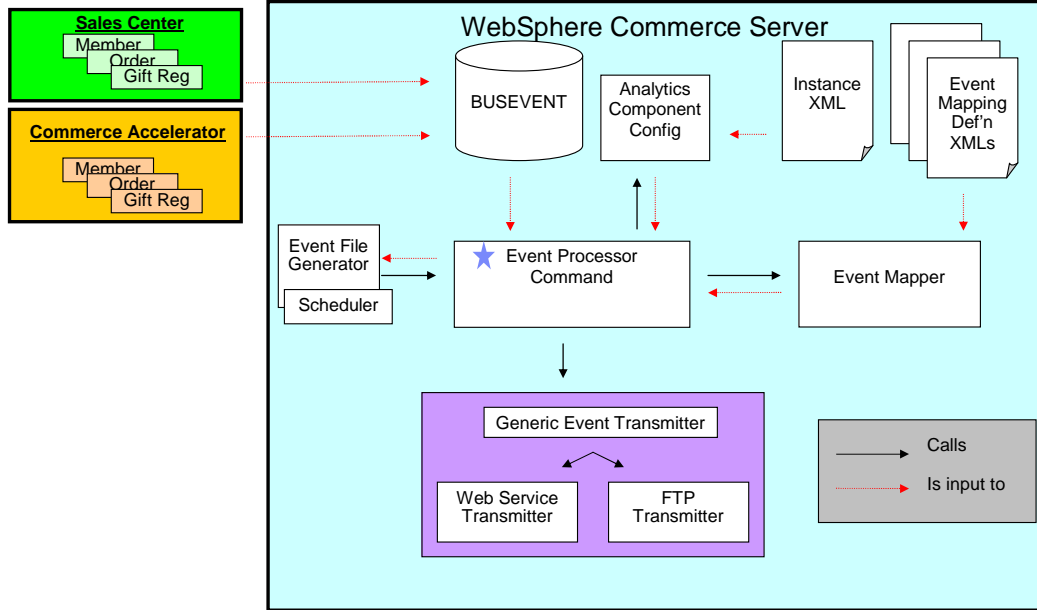 Sales Center
Member
Order
Gift Reg
Commerce Accelerator
Member
Order
Gift Reg
WebSphere Commerce Server
BUSEVENT
Analytics
Component
Config
Instance
XML
Event
Mapping
Def'n
XMLs
Event File
Generator
Scheduler
Event Processor
Command
Event Mapper
Generic Event Transmitter
Web Service
Transmitter
FTP
Transmitter
Calls
Is input to